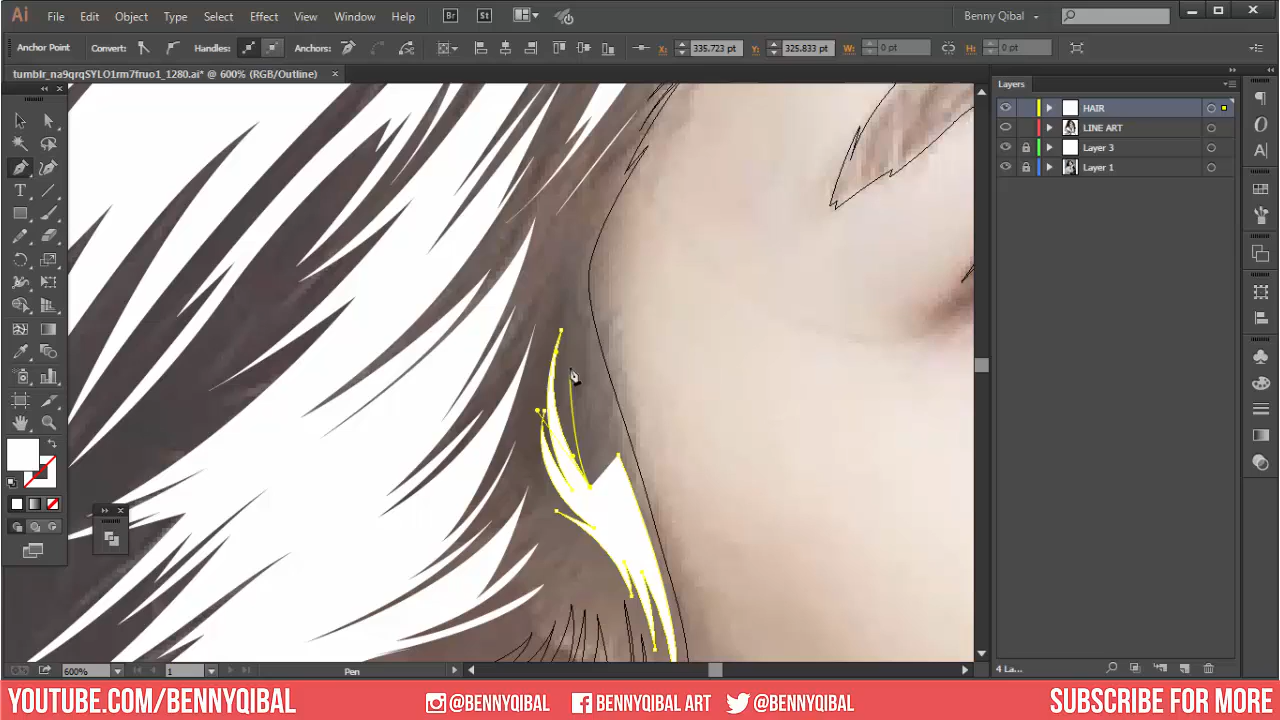 Ai File Edit Object Type Select Effect View Window Help Br St Benny Qibal
Anchor Point Convert: Handles: Anchors: X: 335.723 pt Y: 325.833 pt W: 0 pt H: 0 pt
tumblr_na9qrqSYLO1rm7fruo1_1280.ai* @ 600% (RGB/Outline) ×
Layers
HAIR
LINE ART
Layer 3
Layer 1
600% 1 Pen 4 La...
YOUTUBE.COM/BENNYQIBAL @BENNYQIBAL BENNYQIBAL ART @BENNYQIBAL SUBSCRIBE FOR MORE